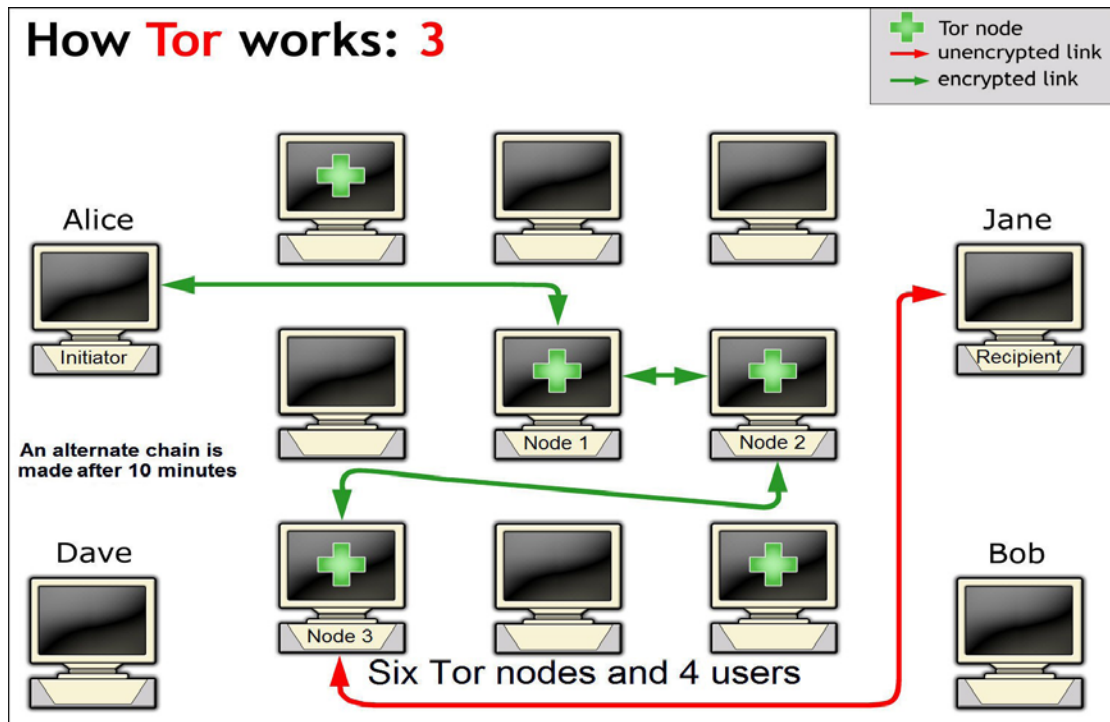 How Tor works: 3
Tor node
unencrypted link
encrypted link
Alice
Jane
Initiator
Recipient
Node 1
Node 2
An alternate chain is
made after 10 minutes
Dave
Bob
Node 3
Six Tor nodes and 4 users